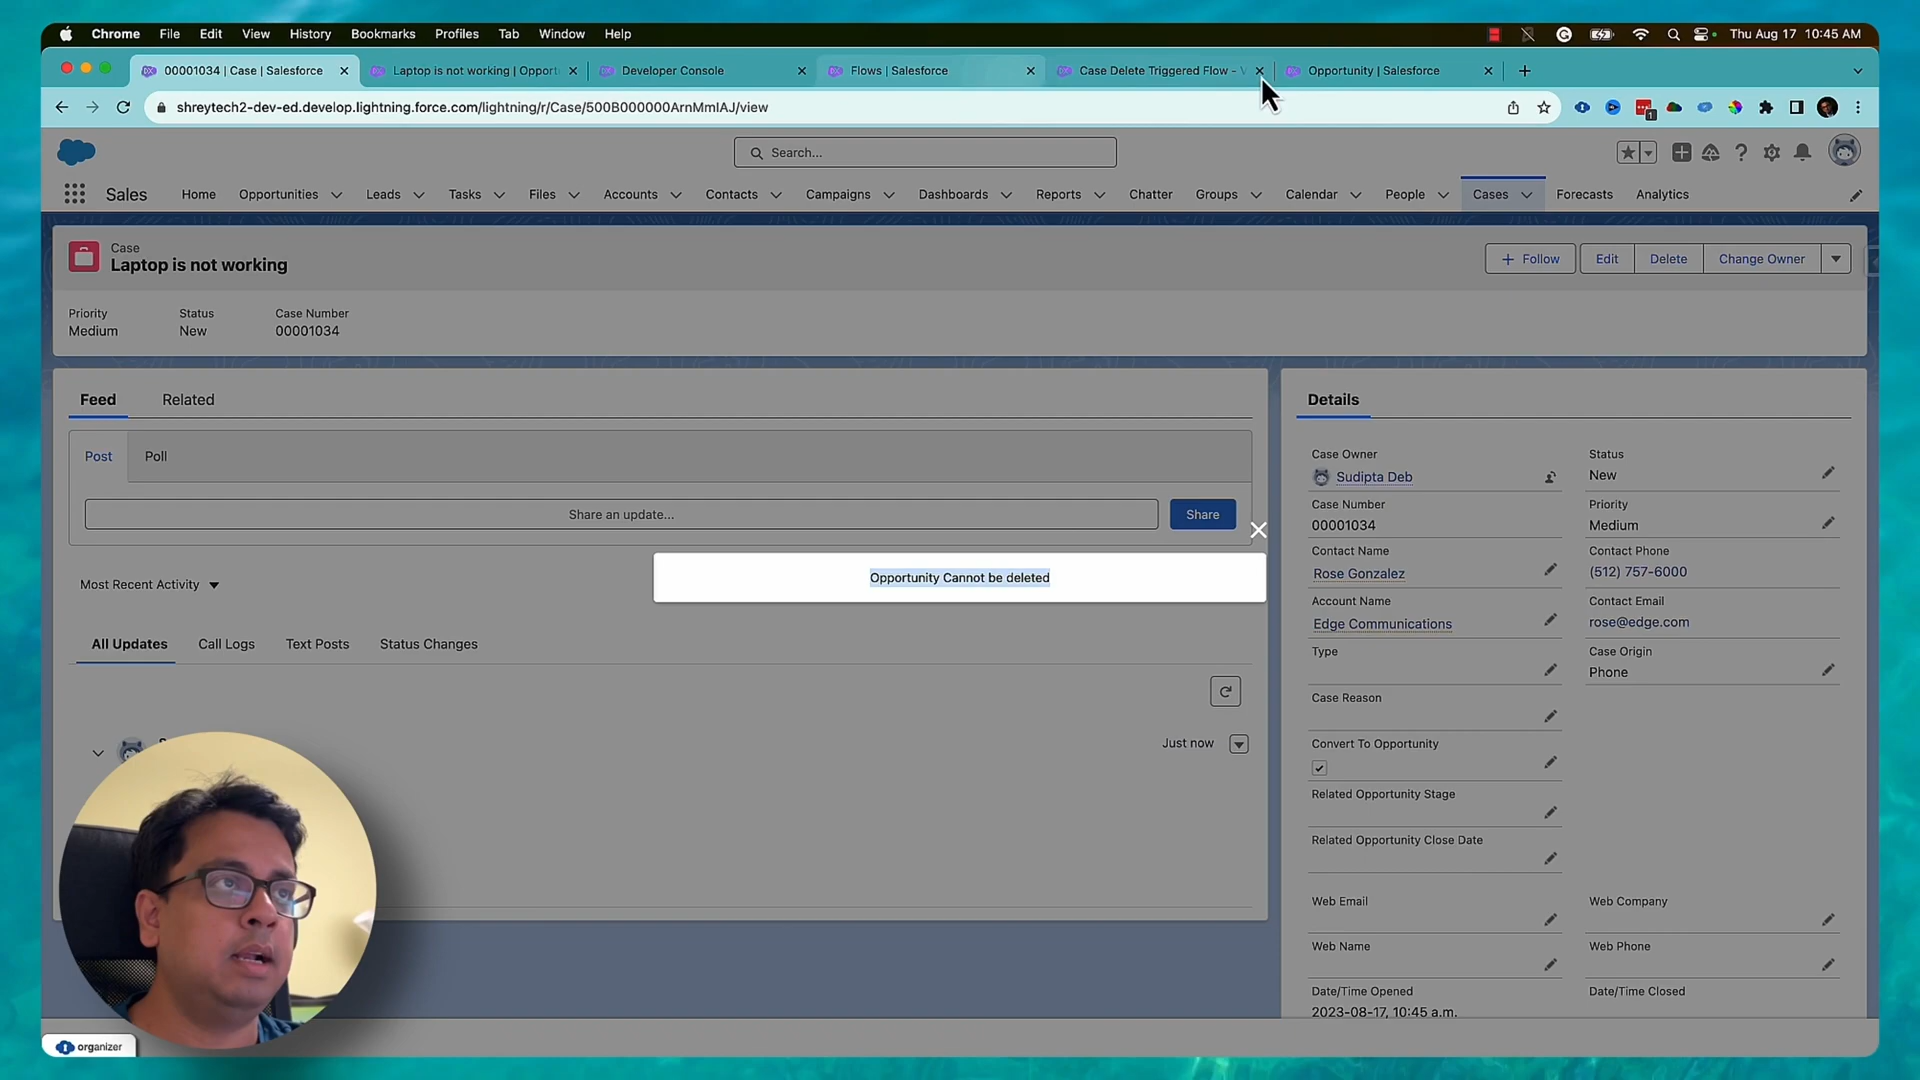 Chrome File Edit View History Bookmarks Profiles Tab Window Help Thu Aug 17 10:45 AM
00001034 | Case | Salesforce Laptop is not working | Opport Developer Console Flows | Salesforce Case Delete Triggered Flow - V Opportunity | Salesforce
shreytech2-dev-ed.develop.lightning.force.com/lightning/r/Case/500B000000ArnMmIAJ/view 1
Search...
Sales Home Opportunities Leads Tasks Files Accounts Contacts Campaigns Dashboards Reports Chatter Groups Calendar People Cases Forecasts Analytics
Case
Laptop is not working
Follow Edit Delete Change Owner
Priority Status Case Number
Medium New 00001034
Feed Related
Post Poll
Share an update... Share
Opportunity Cannot be deleted
Most Recent Activity
All Updates Call Logs Text Posts Status Changes
Just now
Details
Case Owner Status
Sudipta Deb New
Case Number Priority
00001034 Medium
Contact Name Contact Phone
Rose Gonzalez (512) 757-6000
Account Name Contact Email
Edge Communications rose@edge.com
Type Case Origin
Phone
Case Reason
Convert To Opportunity
Related Opportunity Stage
Related Opportunity Close Date
Web Email Web Company
Web Name Web Phone
Date/Time Opened Date/Time Closed
2023-08-17, 10:45 a.m.
organizer